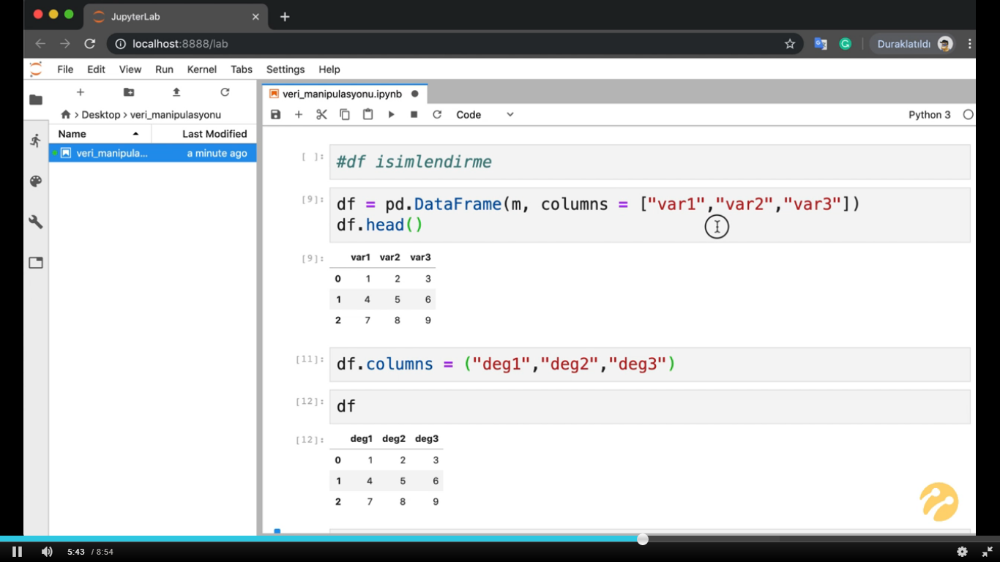 JupyterLab
localhost:8888/lab
Duraklatıldı
File Edit View Run Kernel Tabs Settings Help
veri_manipulasyonu.ipynb
Desktop > veri_manipulasyonu
Code
Python 3
Name Last Modified
veri_manipula... a minute ago
[ ]: #df isimlendirme
[9]: df = pd.DataFrame(m, columns = ["var1","var2","var3"])
df.head()
[9]: var1 var2 var3
0 1 2 3
1 4 5 6
2 7 8 9
[11]: df.columns = ("deg1","deg2","deg3")
[12]: df
[12]: deg1 deg2 deg3
0 1 2 3
1 4 5 6
2 7 8 9
5:43 / 8:54